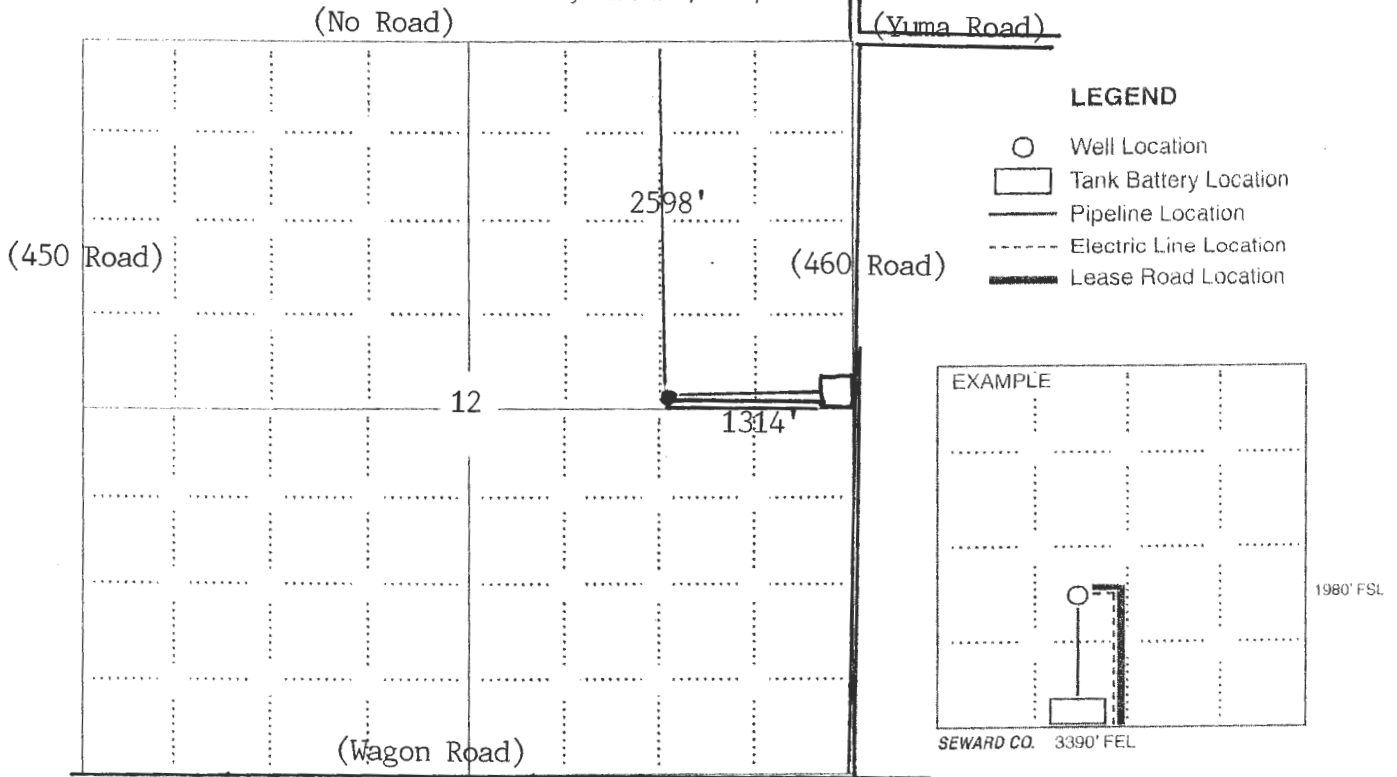 (No Road)
(Yuma Road)
LEGEND
Well Location
Tank Battery Location
Pipeline Location
Electric Line Location
Lease Road Location
2598'
(450 Road)
(460 Road)
EXAMPLE
12
1314'
1980' FSL
(Wagon Road)
SEWARD CO. 3390' FEL